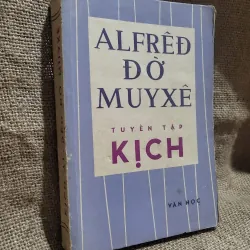 ALFRÊĐ
ĐỜ
MUYXÊ
TUYỂN TẬP
KỊCH
VĂN HỌC